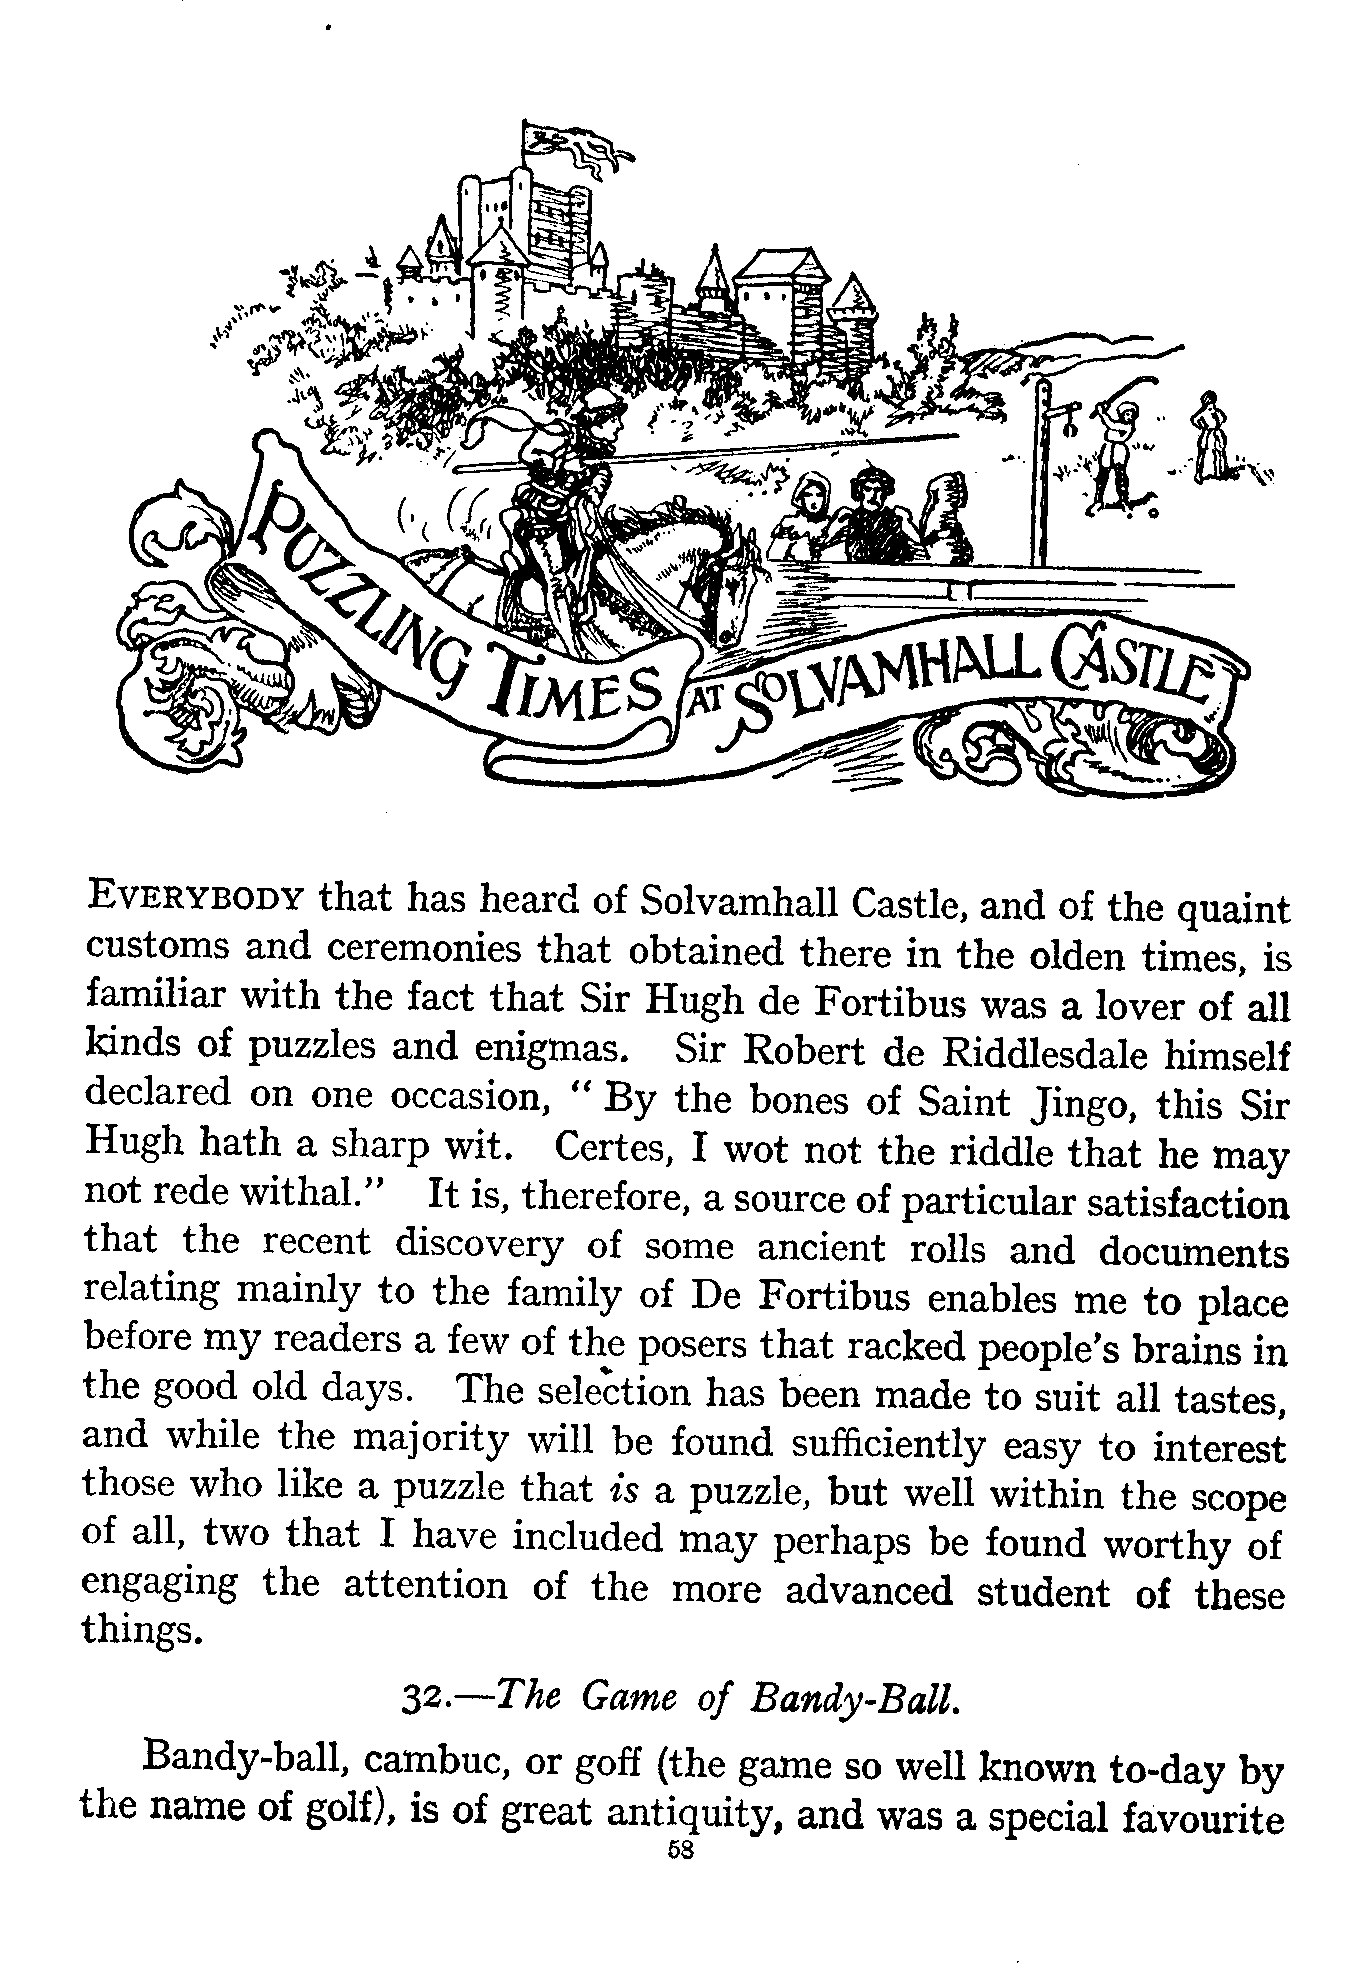 PUZZLING TIMES AT SOLVAMHALL CASTLE
EVERYBODY that has heard of Solvamhall Castle, and of the quaint
customs and ceremonies that obtained there in the olden times, is
familiar with the fact that Sir Hugh de Fortibus was a lover of all
kinds of puzzles and enigmas. Sir Robert de Riddlesdale himself
declared on one occasion, “ By the bones of Saint Jingo, this Sir
Hugh hath a sharp wit. Certes, I wot not the riddle that he may
not rede withal.” It is, therefore, a source of particular satisfaction
that the recent discovery of some ancient rolls and documents
relating mainly to the family of De Fortibus enables me to place
before my readers a few of the posers that racked people’s brains in
the good old days. The selection has been made to suit all tastes,
and while the majority will be found sufficiently easy to interest
those who like a puzzle that is a puzzle, but well within the scope
of all, two that I have included may perhaps be found worthy of
engaging the attention of the more advanced student of these
things.
32.—The Game of Bandy-Ball.
Bandy-ball, cambuc, or goff (the game so well known to-day by
the name of golf), is of great antiquity, and was a special favourite
58